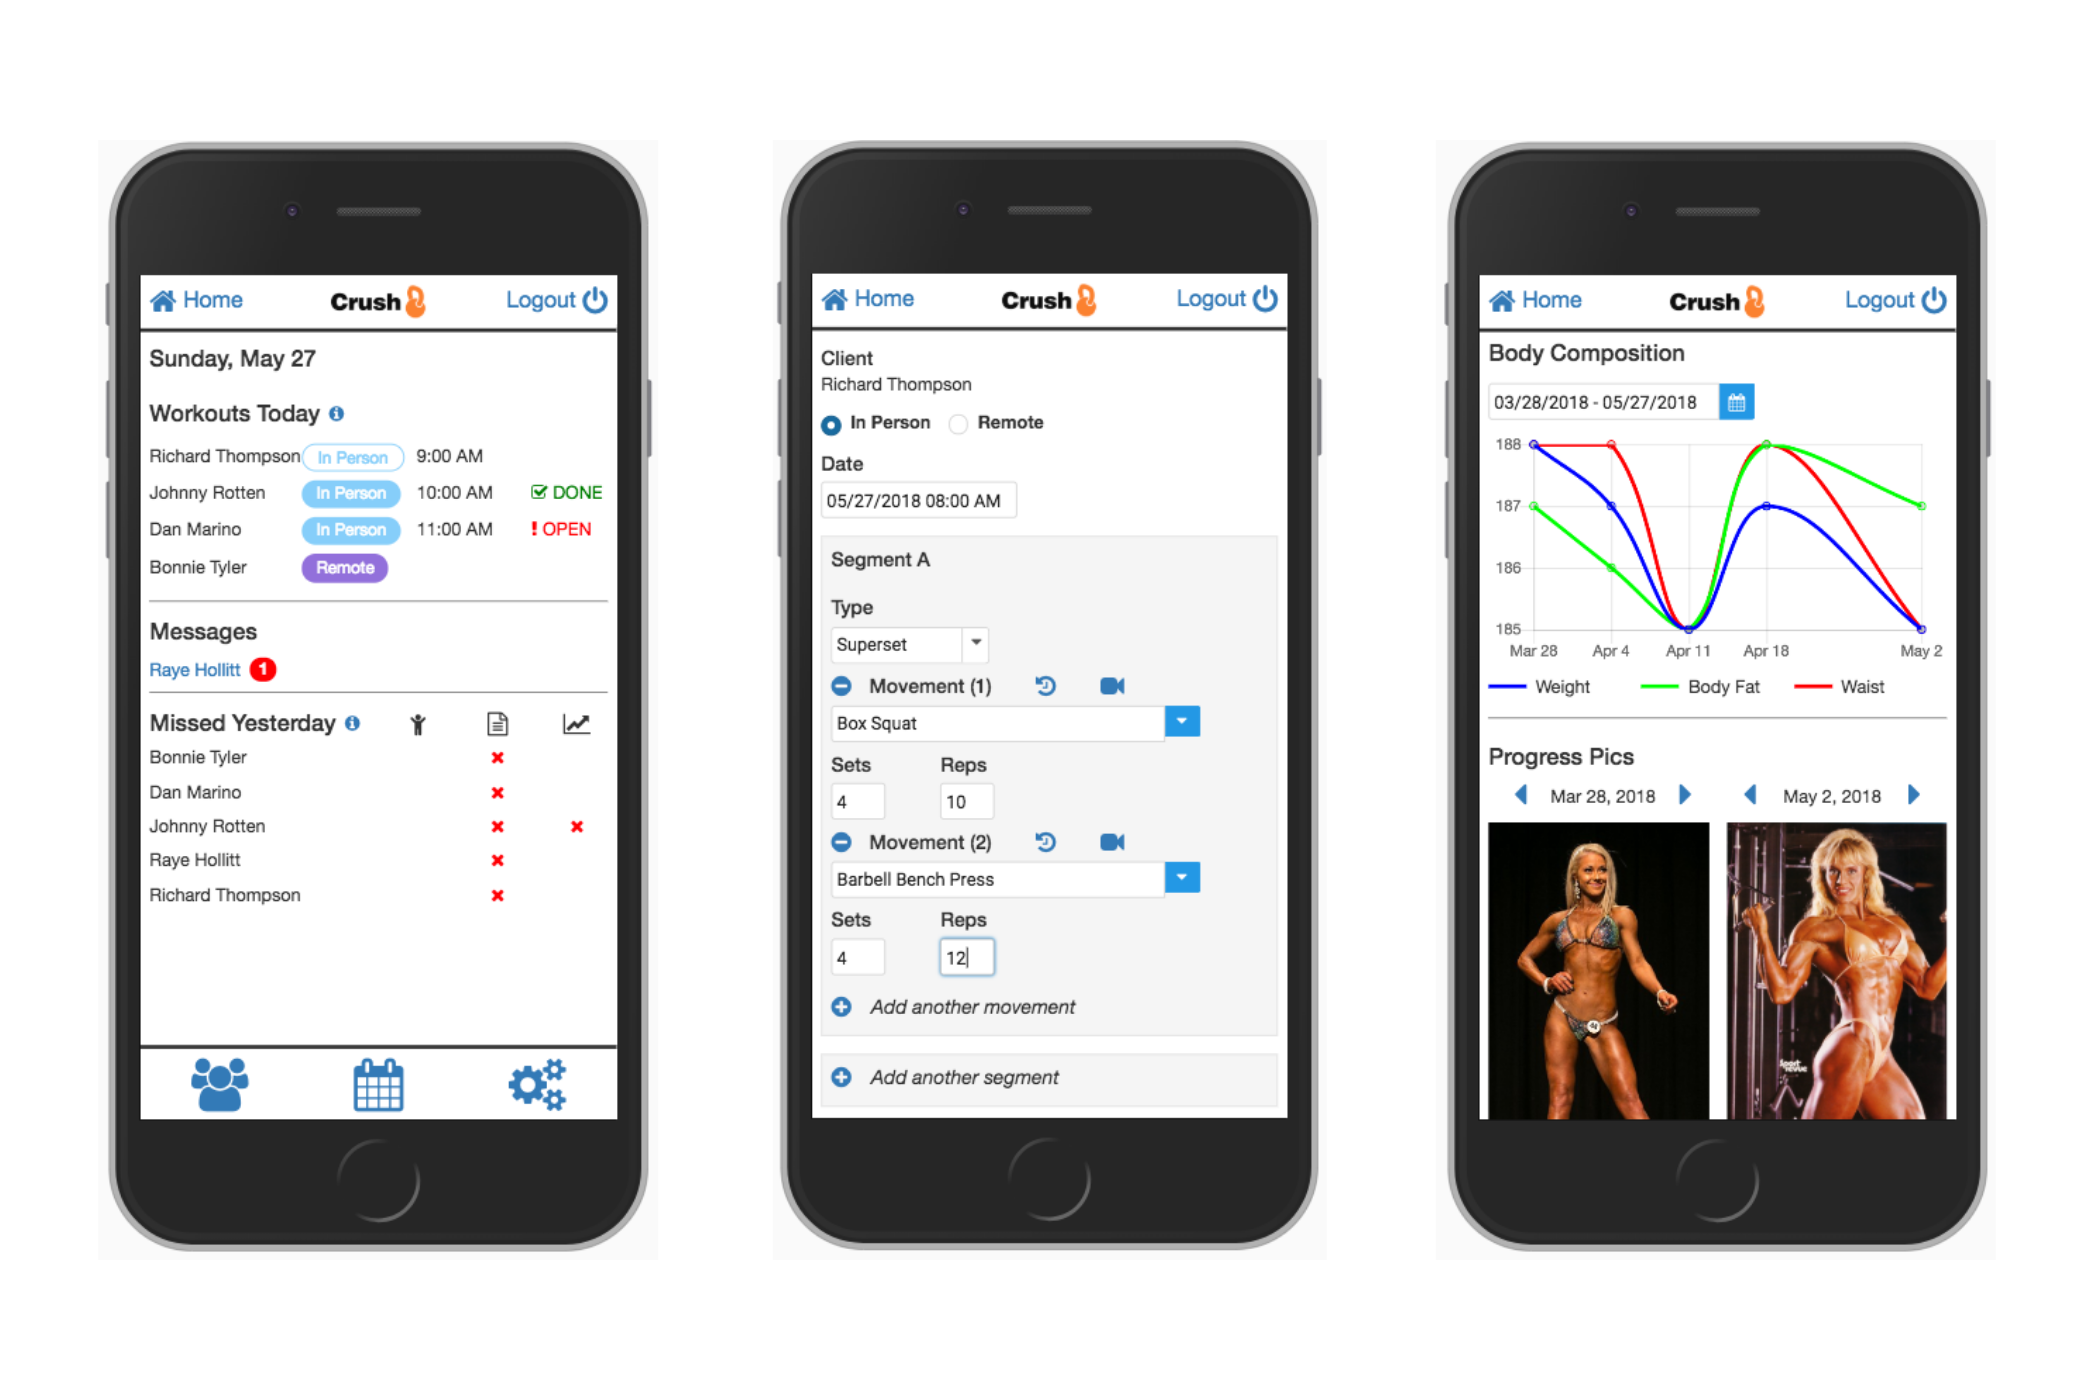 Home Crush Logout
Sunday, May 27
Workouts Today
Richard Thompson In Person 9:00 AM
Johnny Rotten In Person 10:00 AM DONE
Dan Marino In Person 11:00 AM ! OPEN
Bonnie Tyler Remote
Messages
Raye Hollitt 1
Missed Yesterday
Bonnie Tyler
Dan Marino
Johnny Rotten
Raye Hollitt
Richard Thompson
Home Crush Logout
Client
Richard Thompson
In Person Remote
Date
05/27/2018 08:00 AM
Segment A
Type
Superset
Movement (1)
Box Squat
Sets Reps
4 10
Movement (2)
Barbell Bench Press
Sets Reps
4 12
Add another movement
Add another segment
Home Crush Logout
Body Composition
03/28/2018 - 05/27/2018
188
187
186
185
Mar 28 Apr 4 Apr 11 Apr 18 May 2
Weight Body Fat Waist
Progress Pics
Mar 28, 2018 May 2, 2018